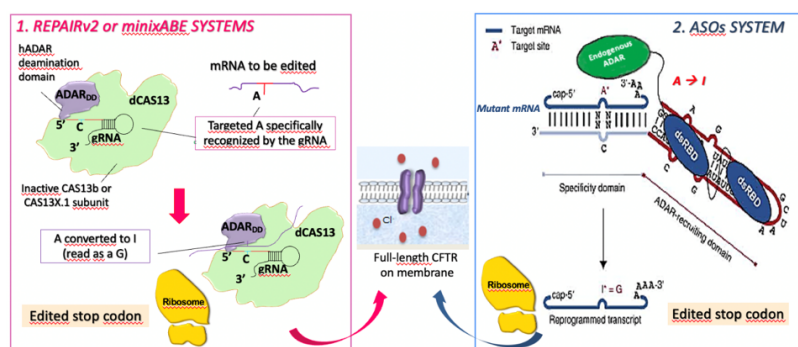 1. REPAIRv2 or minixABE SYSTEMS
hADAR
deamination
domain
ADARDD
dCAS13
5'
C
3'
gRNA
mRNA to be edited
A
Targeted A specifically
recognized by the gRNA
Inactive CAS13b or
CAS13X.1 subunit
A converted to I
(read as a G)
ADARDD
dCAS13
5'
C
gRNA
3'
Ribosome
Edited stop codon
Cl
Full-length CFTR
on membrane
2. ASOs SYSTEM
Target mRNA
A* Target site
Endogenous
ADAR
A → I
cap-5'
A*
3'-AA
A
Mutant mRNA
3'
C
dsRBD
dsRBD
Specificity domain
ADAR-recruiting domain
Ribosome
cap-5'
I* = G
AAA-3'
Reprogrammed transcript
Edited stop codon